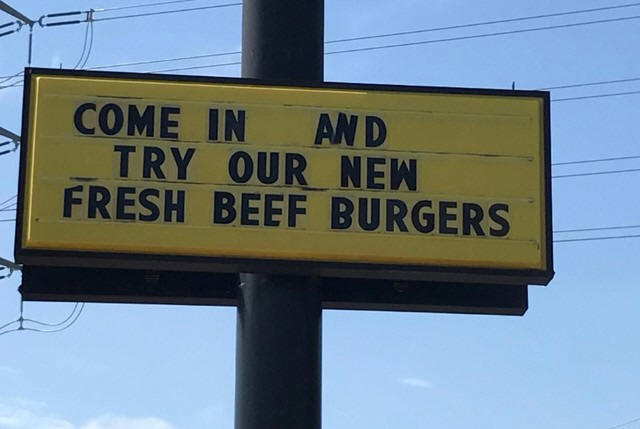 COME IN AND
TRY OUR NEW
FRESH BEEF BURGERS